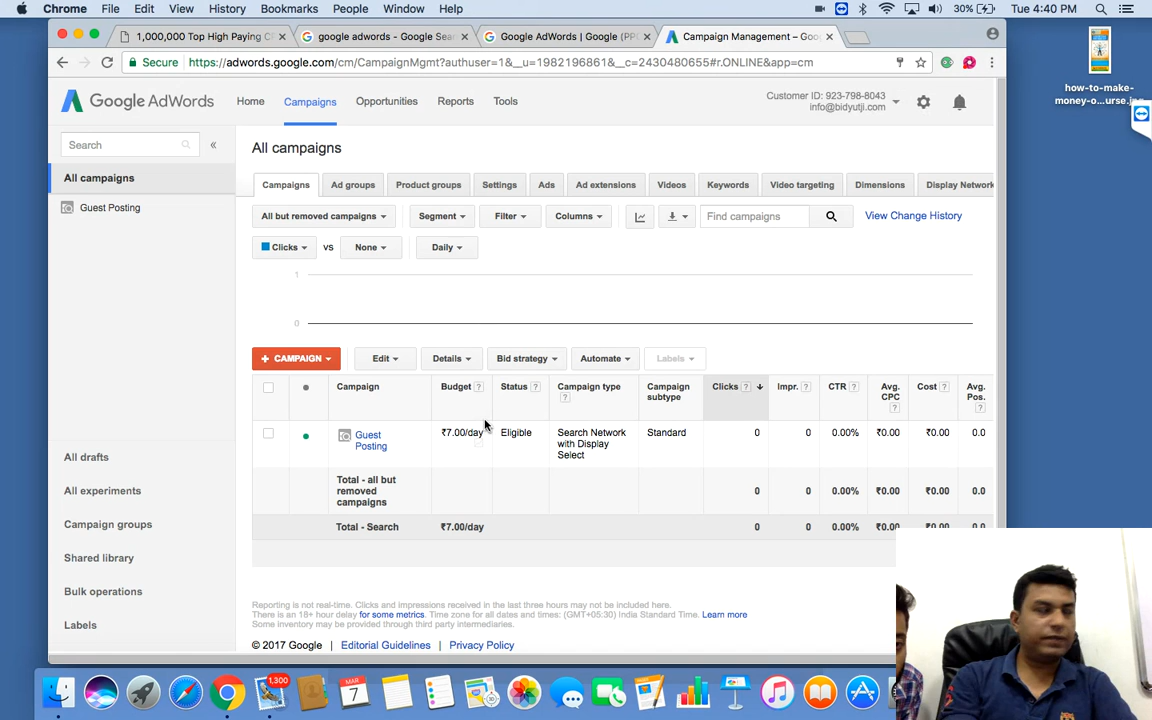 Chrome File Edit View History Bookmarks People Window Help 30% Tue 4:40 PM
1,000,000 Top High Paying C
google adwords - Google Sea
Google AdWords | Google (PP
Campaign Management – Goo
Secure https://adwords.google.com/cm/CampaignMgmt?authuser=1&__u=1982196861&__c=2430480655#r.ONLINE&app=cm
how-to-make-
money-o...urse.jpg
Google AdWords Home Campaigns Opportunities Reports Tools
Customer ID: 923-798-8043
info@bidyutji.com
Search «
All campaigns
Guest Posting
All drafts
All experiments
Campaign groups
Shared library
Bulk operations
Labels
All campaigns
Campaigns Ad groups Product groups Settings Ads Ad extensions Videos Keywords Video targeting Dimensions Display Network
All but removed campaigns Segment Filter Columns Find campaigns View Change History
Clicks VS None Daily
1
0
+ CAMPAIGN Edit Details Bid strategy Automate Labels
Campaign Budget ? Status ? Campaign type ? Campaign subtype Clicks ? Impr. ? CTR ? Avg. CPC ? Cost ? Avg. Pos. ?
Guest Posting ₹7.00/day Eligible Search Network with Display Select Standard 0 0 0.00% ₹0.00 ₹0.00 0.0
Total - all but removed campaigns 0 0 0.00% ₹0.00 ₹0.00 0.0
Total - Search ₹7.00/day 0 0 0.00% ₹0.00 ₹0.00 0.0
Reporting is not real-time. Clicks and impressions received in the last three hours may not be included here.
There is an 18+ hour delay for some metrics. Time zone for all dates and times: (GMT+05:30) India Standard Time. Learn more
Some inventory may be provided through third party intermediaries.
© 2017 Google | Editorial Guidelines | Privacy Policy
1,300
MAR
7